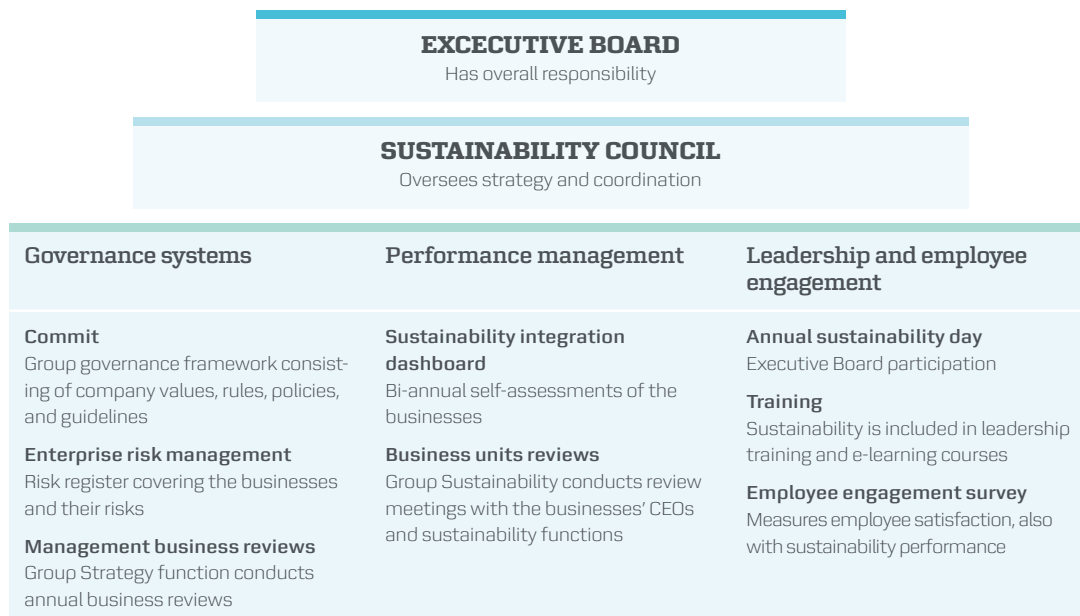 EXCECUTIVE BOARD
Has overall responsibility
SUSTAINABILITY COUNCIL
Oversees strategy and coordination
Governance systems
Commit
Group governance framework consist-
ing of company values, rules, policies,
and guidelines
Enterprise risk management
Risk register covering the businesses
and their risks
Management business reviews
Group Strategy function conducts
annual business reviews
Performance management
Sustainability integration
dashboard
Bi-annual self-assessments of the
businesses
Business units reviews
Group Sustainability conducts review
meetings with the businesses’ CEOs
and sustainability functions
Leadership and employee
engagement
Annual sustainability day
Executive Board participation
Training
Sustainability is included in leadership
training and e-learning courses
Employee engagement survey
Measures employee satisfaction, also
with sustainability performance